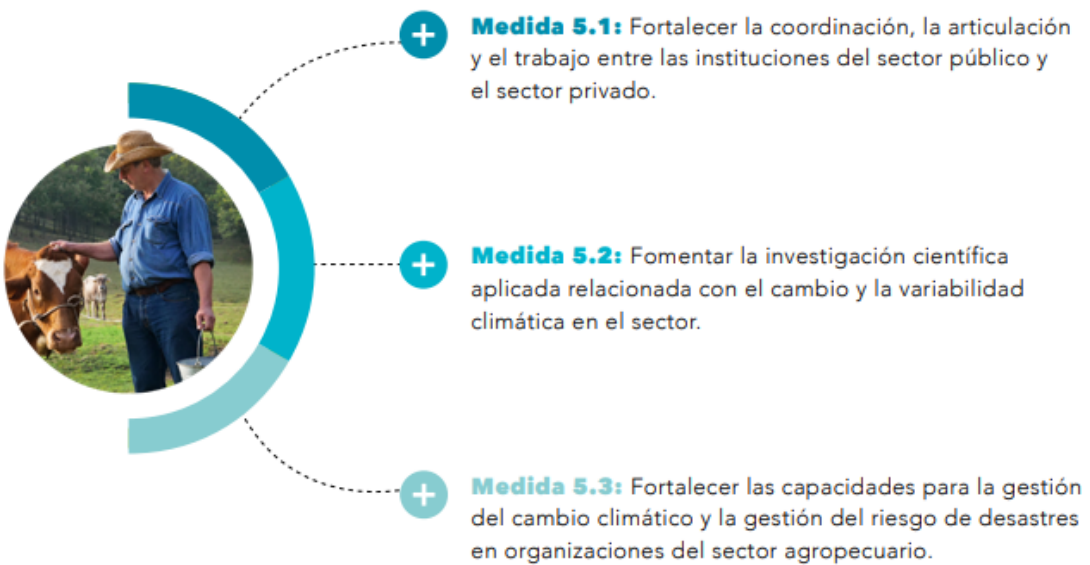 Medida 5.1: Fortalecer la coordinación, la articulación
y el trabajo entre las instituciones del sector público y
el sector privado.
Medida 5.2: Fomentar la investigación científica
aplicada relacionada con el cambio y la variabilidad
climática en el sector.
Medida 5.3: Fortalecer las capacidades para la gestión
del cambio climático y la gestión del riesgo de desastres
en organizaciones del sector agropecuario.